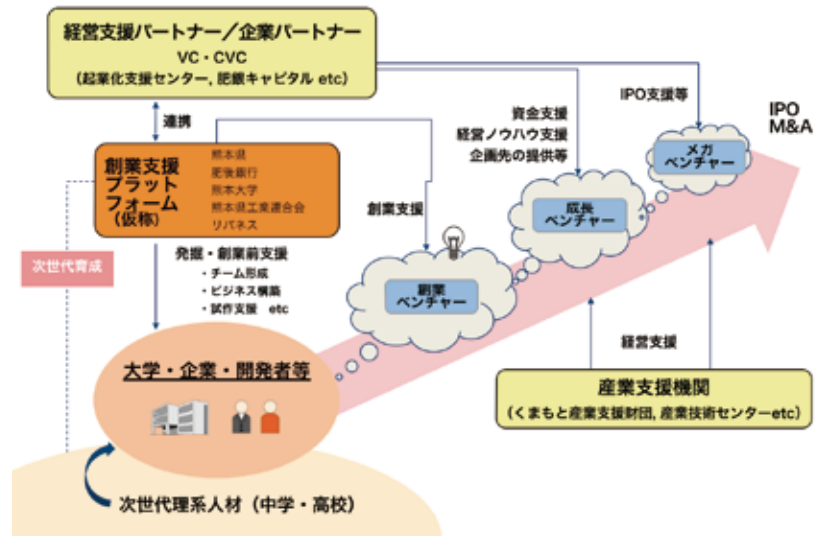 経営支援パートナー／企業パートナー
VC・CVC
（起業化支援センター, 肥銀キャピタル etc）
連携
創業支援
プラット
フォーム
（仮称）
熊本県
肥後銀行
熊本大学
熊本県工業連合会
リバネス
次世代育成
発掘・創業前支援
・チーム形成
・ビジネス構築
・試作支援 etc
創業支援
資金支援
経営ノウハウ支援
企画先の提供等
IPO支援等
IPO
M&A
メガ
ベンチャー
成長
ベンチャー
創業
ベンチャー
経営支援
産業支援機関
（くまもと産業支援財団, 産業技術センターetc）
大学・企業・開発者等
次世代理系人材（中学・高校）